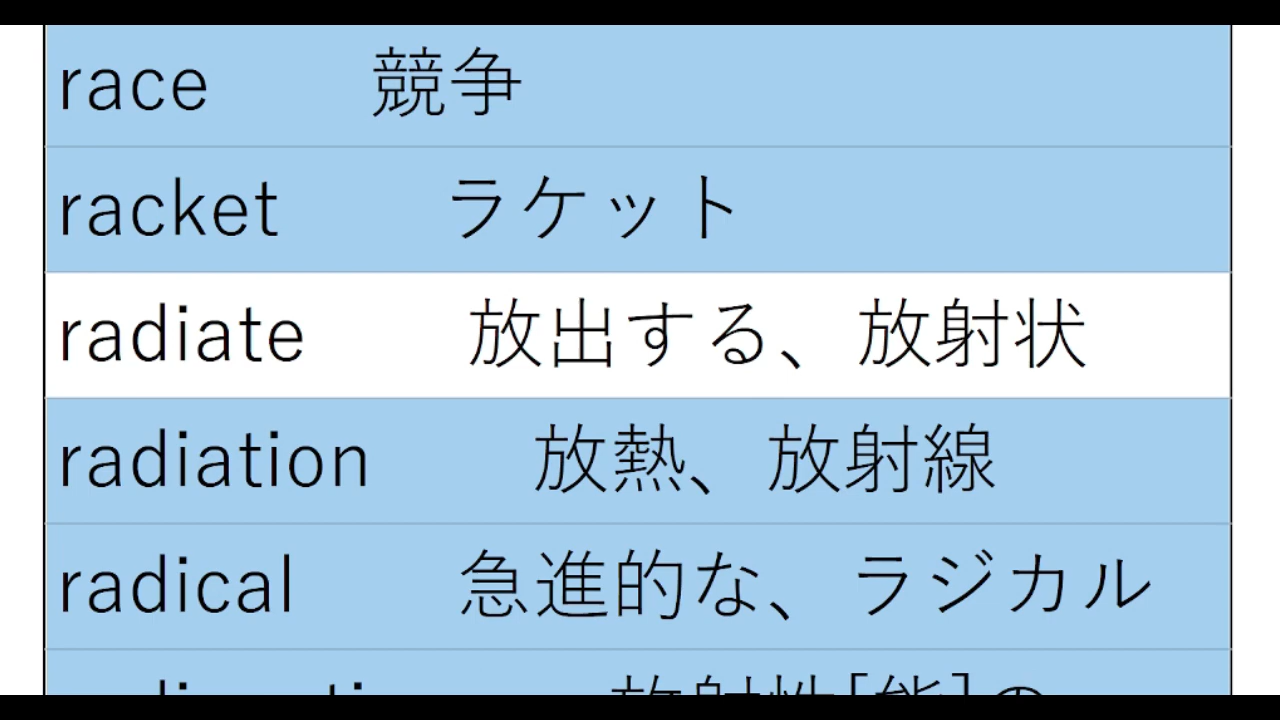 race 競争
racket ラケット
radiate 放出する、放射状
radiation 放熱、放射線
radical 急進的な、ラジカル